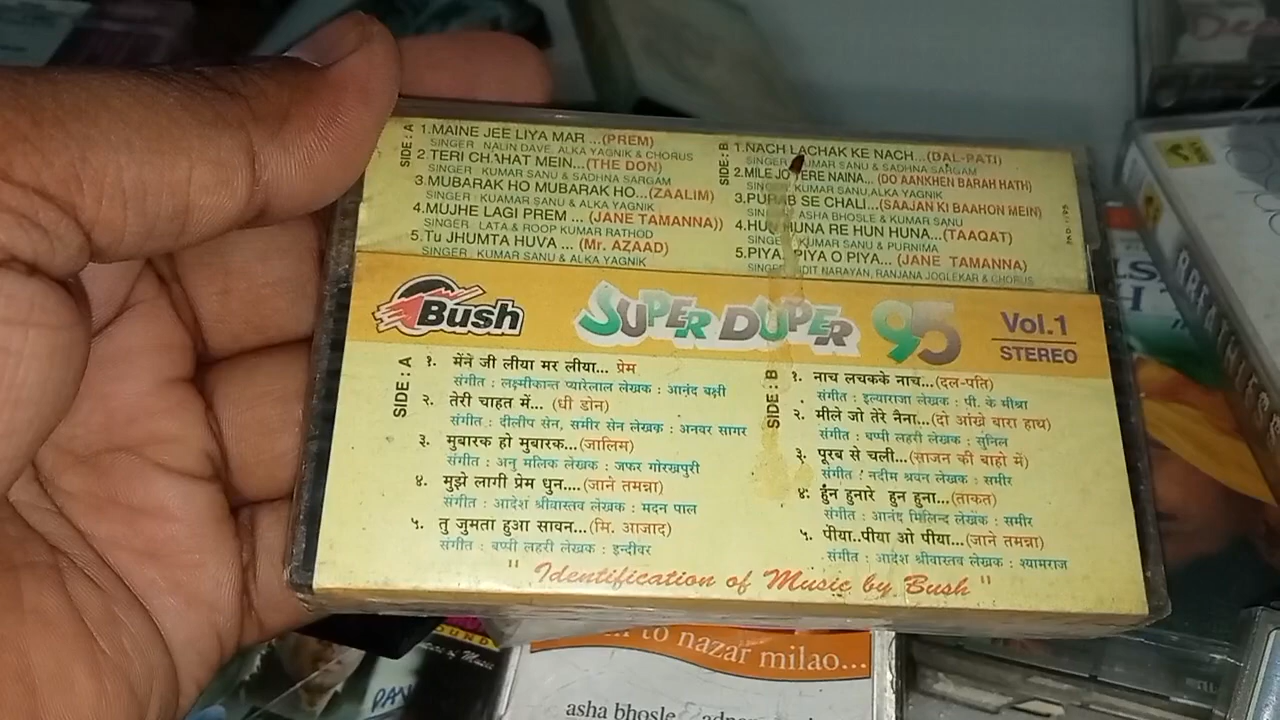 SIDE : A
1.MAINE JEE LIYA MAR ...(PREM)
SINGER NALIN DAVE, ALKA YAGNIK & CHORUS
2 TERI CHAHAT MEIN...(THE DON)
SINGER : KUMAR SANU & SADHNA SARGAM
3.MUBARAK HO MUBARAK HO...(ZAALIM)
SINGER : KUAMAR SANU & ALKA YAGNIK
4.MUJHE LAGI PREM ... (JANE TAMANNA))
SINGER : LATA & ROOP KUMAR RATHOD
5.Tu JHUMTA HUVA ... (Mr. AZAAD)
SINGER : KUMAR SANU & ALKA YAGNIK
SIDE : B
1.NACH LACHAK KE NACH...(DAL-PATI)
SINGER KUMAR SANU & SADHNA SARGAM
2.MILE JO TERE NAINA... (DO AANKHEN BARAH HATH)
SINGER KUMAR SANU,ALKA YAGNIK
3.PURAB SE CHALI...(SAAJAN KI BAAHON MEIN)
SINGER ASHA BHOSLE & KUMAR SANU
4.HUN HUNA RE HUN HUNA...(TAAQAT)
SINGER KUMAR SANU & PURNIMA
5.PIYA.. PIYA O PIYA... (JANE TAMANNA)
SINGER UDIT NARAYAN, RANJANA JOGLEKAR & CHORUS
Bush
SUPER DUPER 95
Vol.1
STEREO
SIDE : A
१. मेंने जी लीया मर लीया... प्रेम
संगीत : लक्ष्मीकान्त प्यारेलाल लेखक : आनंद बक्षी
२. तेरी चाहत में... (धी डोन)
संगीत : दीलीप सेन, समीर सेन लेखक : अनवर सागर
३. मुबारक हो मुबारक...(जालिम)
संगीत : अनु मलिक लेखक : जफर गोरखपुरी
४. मुझे लागी प्रेम धुन....(जाने तमन्ना)
संगीत : आदेश श्रीवास्तव लेखक : मदन पाल
५. तु जुमता हुआ सावन...(मि. आजाद)
संगीत : बप्पी लहरी लेखक : इन्दीवर
SIDE : B
१. नाच लचकके नाच...(दल-पति)
संगीत : इल्याराजा लेखक : पी. के मीश्रा
२. मीले जो तेरे नैना...(दो आंखे बारा हाथ)
संगीत : बप्पी लहरी लेखक : सुनिल
३. पूरब से चली...(साजन की बाहो में)
संगीत : नदीम श्रवन लेखक : समीर
४. हुंन हुनारे हुन हुना...(ताकत)
संगीत : आनंद मिलिन्द लेखक : समीर
५. पीया..पीया ओ पीया...(जाने तमन्ना)
संगीत : आदेश श्रीवास्तव लेखक : श्यामराज
" Identification of Music by Bush "
to nazar milao...
asha bhosle